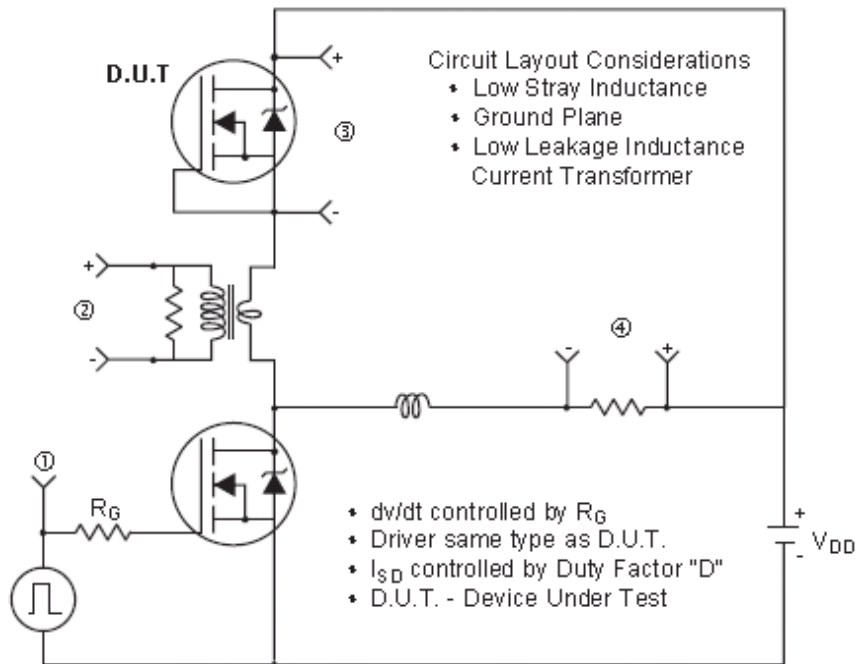 D.U.T
+
Circuit Layout Considerations
• Low Stray Inductance
• Ground Plane
• Low Leakage Inductance
Current Transformer
③
-
+
②
-
④
-
+
①
R_G
• dv/dt controlled by R_G
• Driver same type as D.U.T.
• I_SD controlled by Duty Factor "D"
• D.U.T. - Device Under Test
+
V_DD
-